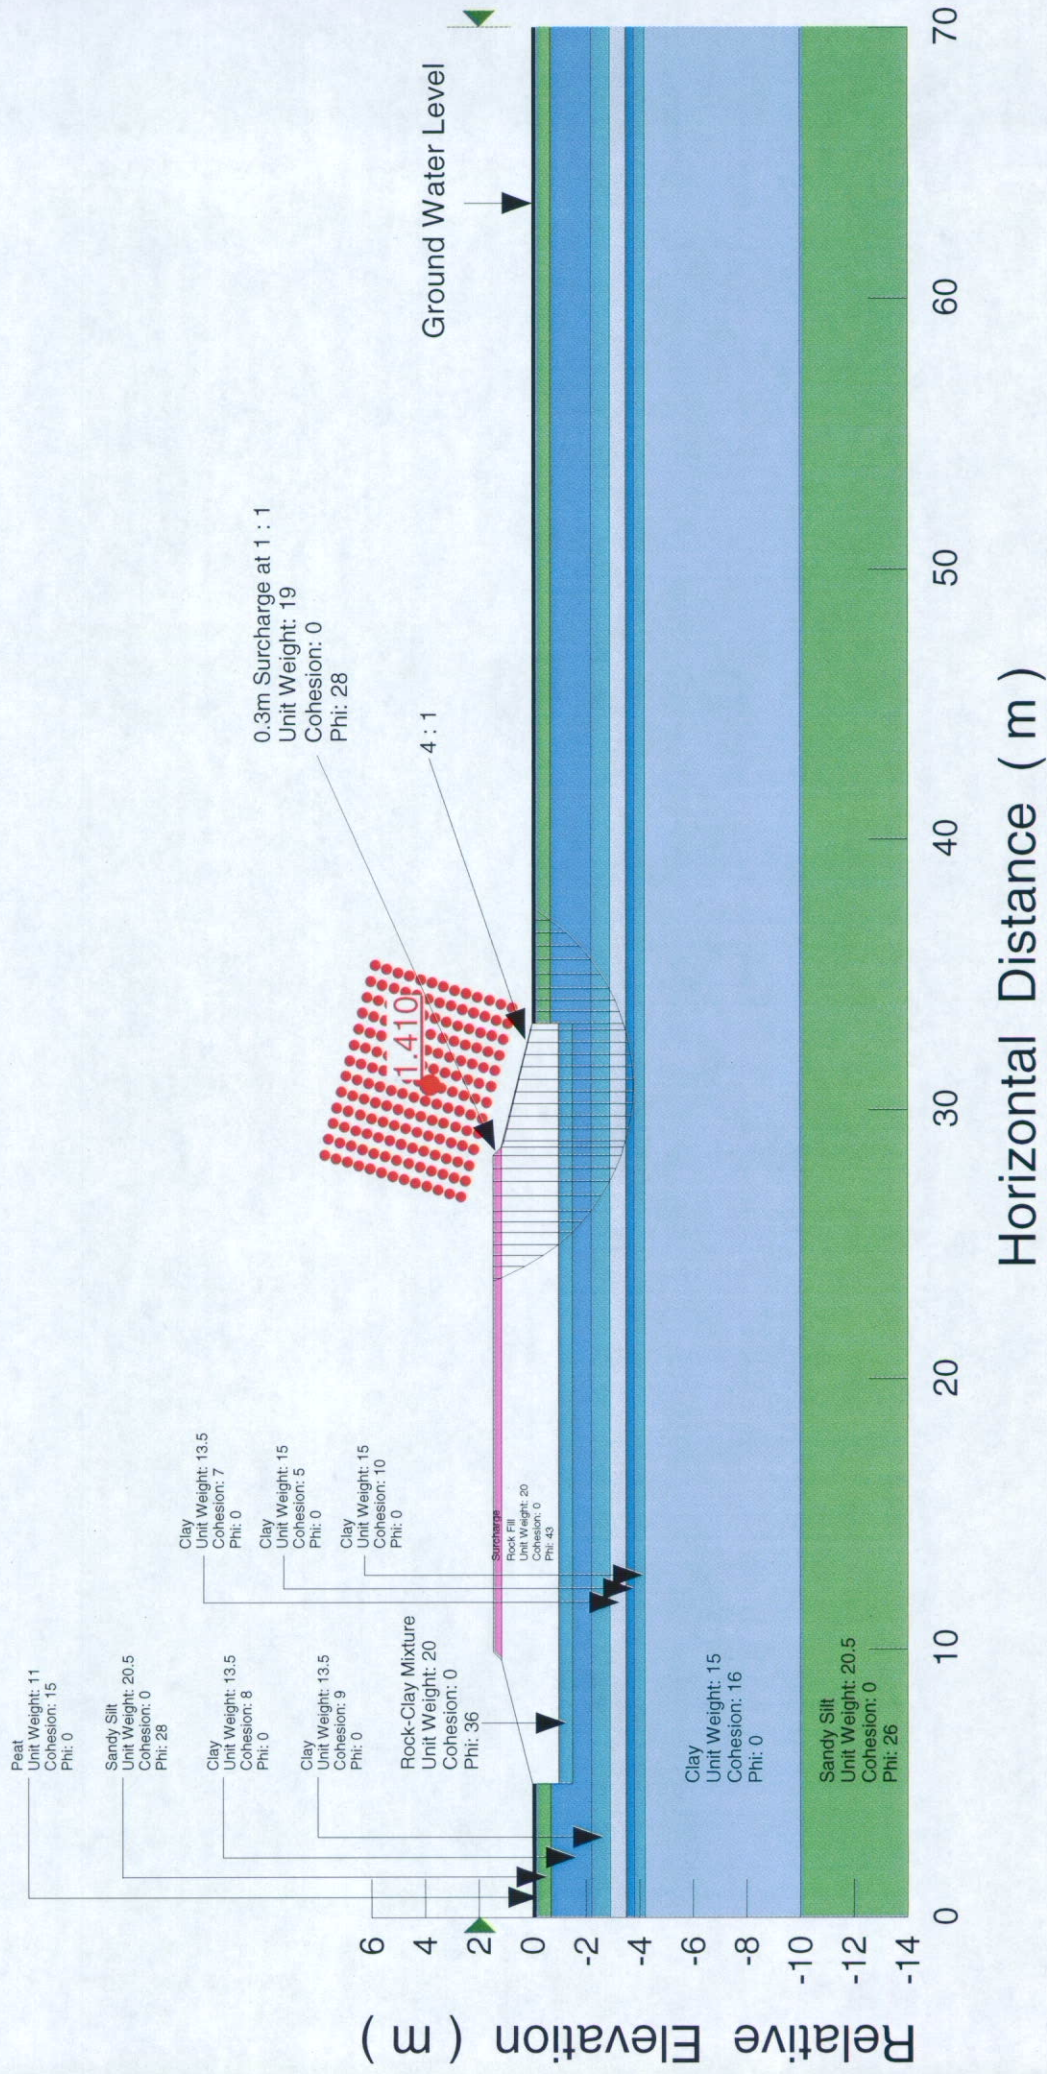 Peat
Unit Weight: 11
Cohesion: 15
Phi: 0
Sandy Silt
Unit Weight: 20.5
Cohesion: 0
Phi: 28
Clay
Unit Weight: 13.5
Cohesion: 8
Phi: 0
Clay
Unit Weight: 13.5
Cohesion: 9
Phi: 0
Rock-Clay Mixture
Unit Weight: 20
Cohesion: 0
Phi: 36
Clay
Unit Weight: 13.5
Cohesion: 7
Phi: 0
Clay
Unit Weight: 15
Cohesion: 5
Phi: 0
Clay
Unit Weight: 15
Cohesion: 10
Phi: 0
Surcharge
Rock Fill
Unit Weight: 20
Cohesion: 0
Phi: 43
1.410
0.3m Surcharge at 1 : 1
Unit Weight: 19
Cohesion: 0
Phi: 28
4 : 1
Ground Water Level
Clay
Unit Weight: 15
Cohesion: 16
Phi: 0
Sandy Silt
Unit Weight: 20.5
Cohesion: 0
Phi: 26
6
4
2
0
-2
-4
-6
-8
-10
-12
-14
Relative Elevation ( m )
0
10
20
30
40
50
60
70
Horizontal Distance ( m )